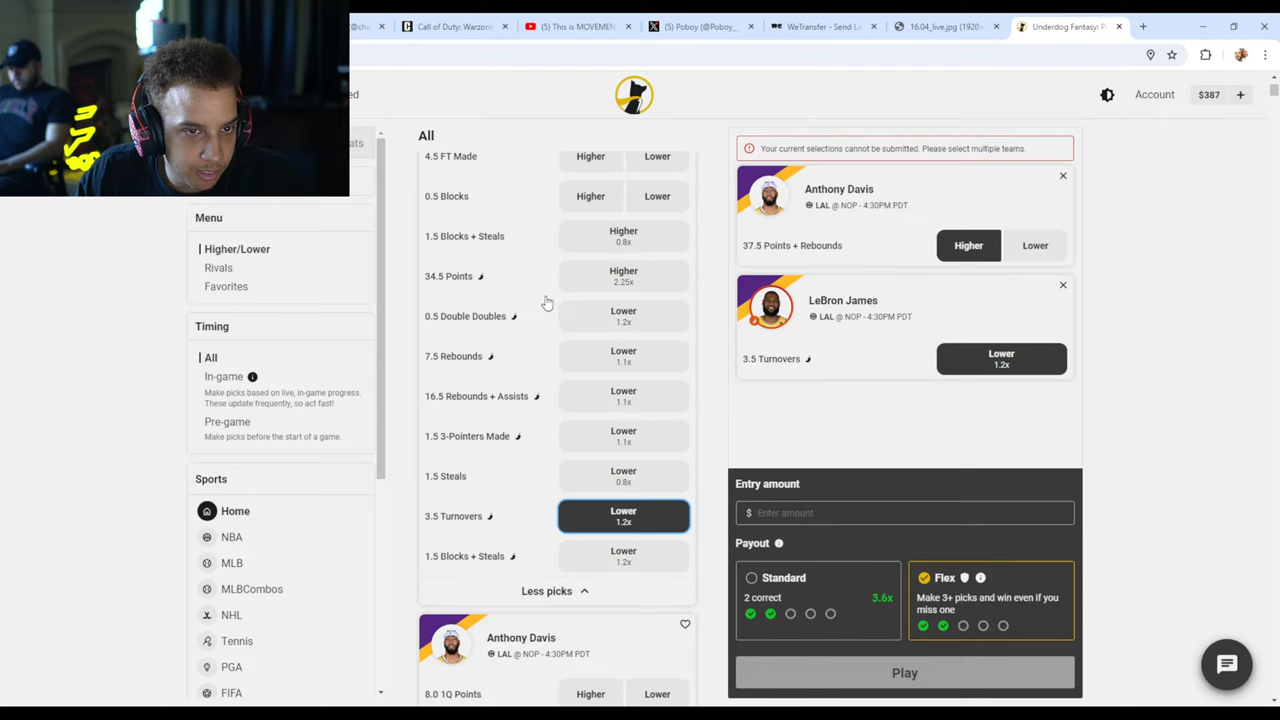 @che
Call of Duty: Warzone
(5) This is MOVEMEN
(5) Poboy (@Poboy_
WeTransfer - Send La
16.04_live.jpg (1920×
Underdog Fantasy: P
ed
Account
$387 +
ats
Menu
Higher/Lower
Rivals
Favorites
Timing
All
In-game
Make picks based on live, in-game progress.
These update frequently, so act fast!
Pre-game
Make picks before the start of a game.
Sports
Home
NBA
MLB
MLBCombos
NHL
Tennis
PGA
FIFA
All
4.5 FT Made Higher Lower
0.5 Blocks Higher Lower
1.5 Blocks + Steals Higher
0.8x
34.5 Points Higher
2.25x
0.5 Double Doubles Lower
1.2x
7.5 Rebounds Lower
1.1x
16.5 Rebounds + Assists Lower
1.1x
1.5 3-Pointers Made Lower
1.1x
1.5 Steals Lower
0.8x
3.5 Turnovers Lower
1.2x
1.5 Blocks + Steals Lower
1.2x
Less picks
Anthony Davis
LAL @ NOP - 4:30PM PDT
8.0 1Q Points Higher Lower
Your current selections cannot be submitted. Please select multiple teams.
Anthony Davis
LAL @ NOP - 4:30PM PDT
37.5 Points + Rebounds Higher Lower
LeBron James
LAL @ NOP - 4:30PM PDT
3.5 Turnovers Lower
1.2x
Entry amount
$ Enter amount
Payout
Standard
2 correct 3.6x
Flex
Make 3+ picks and win even if you
miss one
Play